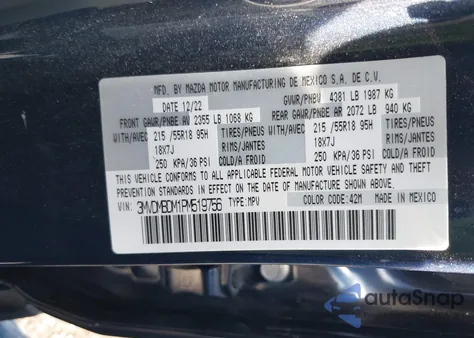 MFD. BY MAZDA MOTOR MANUFACTURING DE MEXICO S.A. DE C.V.
DATE 12/22 GVWR/PNBV 4381 LB 1987 KG
FRONT GAWR/PNBE AV 2355 LB 1068 KG REAR GAWR/PNBE AR 2072 LB 940 KG
WITH/AVEC 215 /55R18 95H TIRES/PNEUS WITH/AVEC 215 /55R18 95H TIRES/PNEUS
18X7J RIMS/JANTES 18X7J RIMS/JANTES
250 KPA/36 PSI COLD/A FROID 250 KPA/36 PSI COLD/A FROID
THIS VEHICLE CONFORMS TO ALL APPLICABLE FEDERAL MOTOR VEHICLE SAFETY AND THEFT
PREVENTION STANDARDS IN EFFECT ON THE DATE OF MANUFACTURE SHOWN ABOVE.
VIN: 3MVDMBDM1PM519756 TYPE:MPV COLOR CODE:42M MADE IN MEXICO
autoSnap